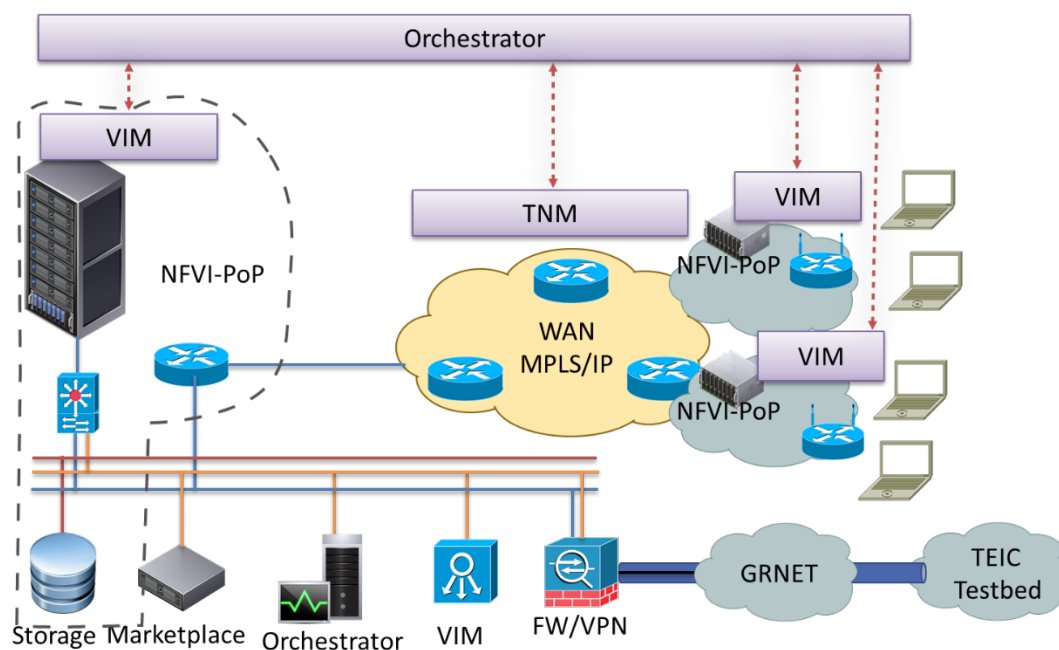 Orchestrator
VIM
TNM
VIM
NFVI-PoP
NFVI-PoP
WAN
MPLS/IP
VIM
NFVI-PoP
Storage
Marketplace
Orchestrator
VIM
FW/VPN
GRNET
TEIC
Testbed